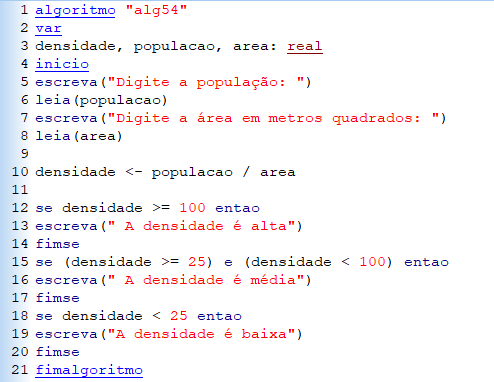 1 algoritmo "alg54"
2 var
3 densidade, populacao, area: real
4 inicio
5 escreva("Digite a população: ")
6 leia(populacao)
7 escreva("Digite a área em metros quadrados: ")
8 leia(area)
9
10 densidade <- populacao / area
11
12 se densidade >= 100 entao
13 escreva(" A densidade é alta")
14 fimse
15 se (densidade >= 25) e (densidade < 100) entao
16 escreva(" A densidade é média")
17 fimse
18 se densidade < 25 entao
19 escreva("A densidade é baixa")
20 fimse
21 fimalgoritmo